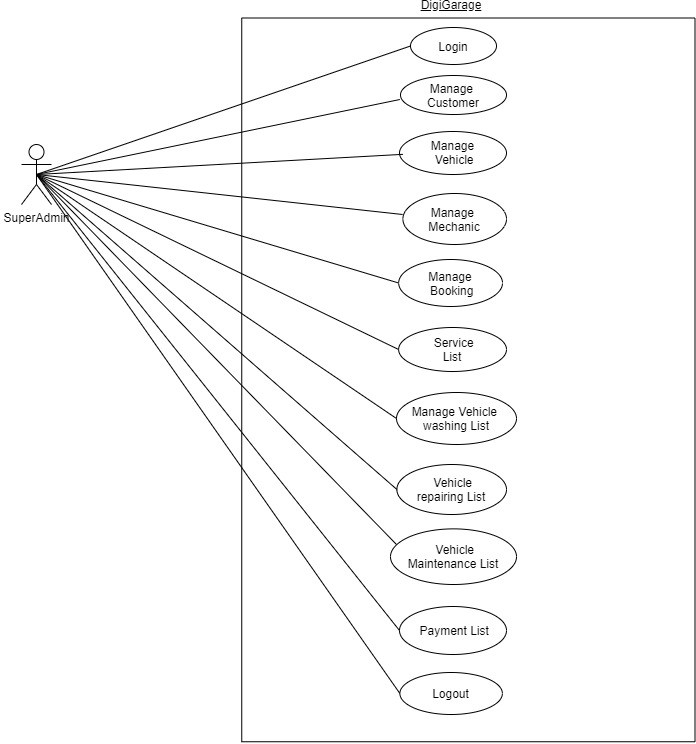 DigiGarage
Login
Manage
Customer
Manage
Vehicle
Manage
Mechanic
SuperAdmin
Manage
Booking
Service
List
Manage Vehicle
washing List
Vehicle
repairing List
Vehicle
Maintenance List
Payment List
Logout